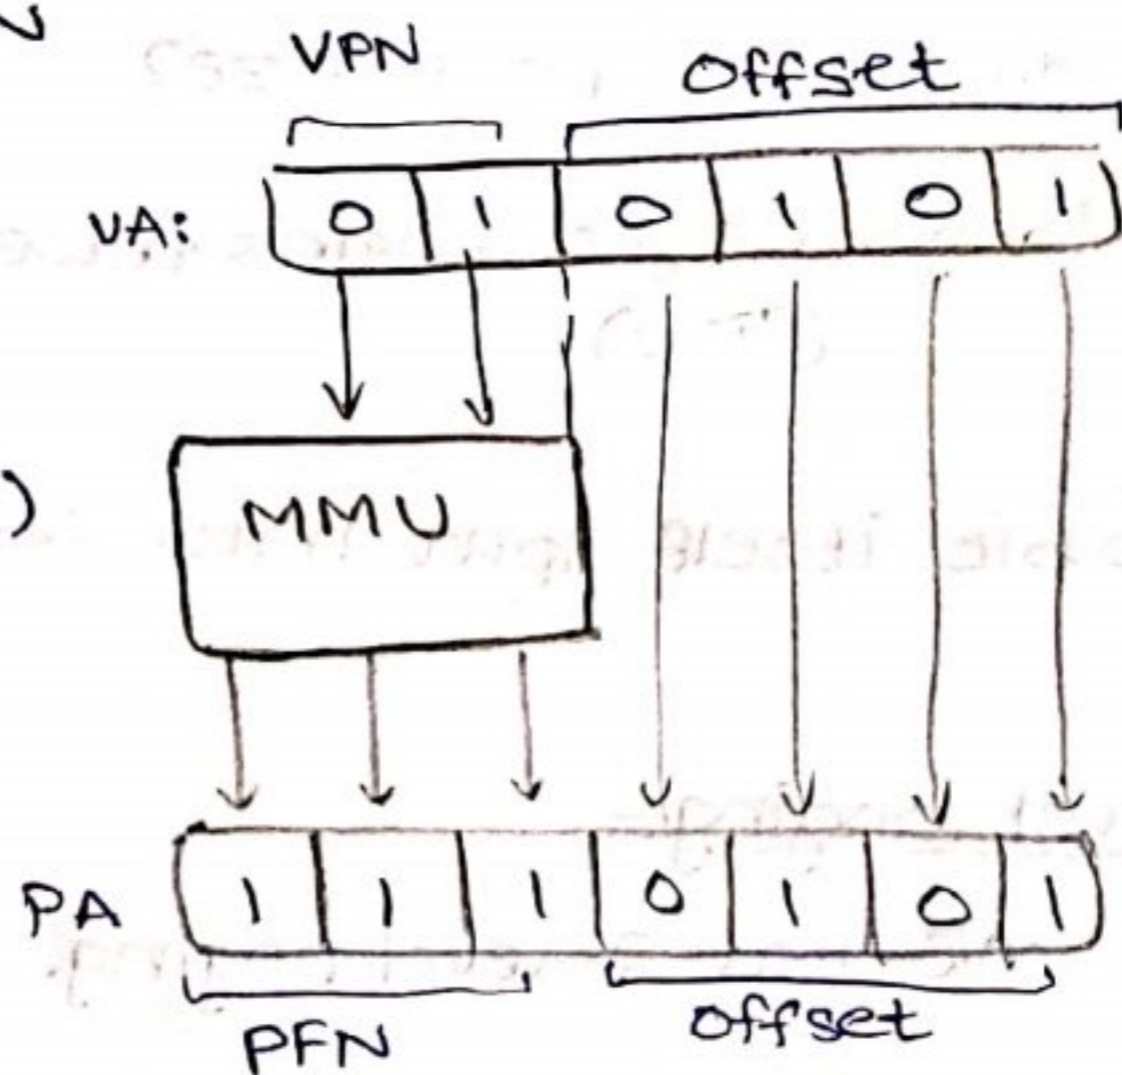 VPN offset
VA: 0 1 0 1 0 1
)
MMU
PA 1 1 1 0 1 0 1
PFN offset